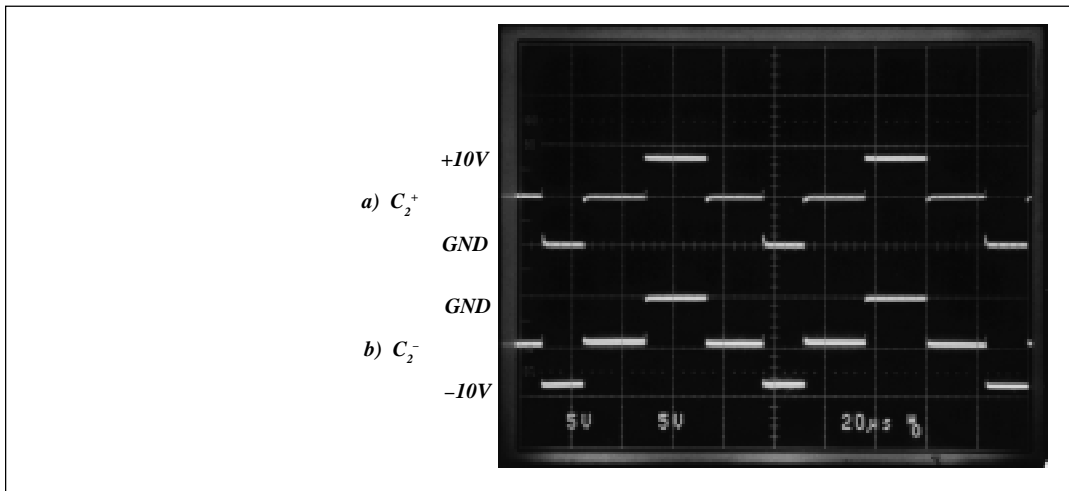 +10V
a) C₂⁺
GND
GND
b) C₂⁻
–10V
5V 5V 20µs